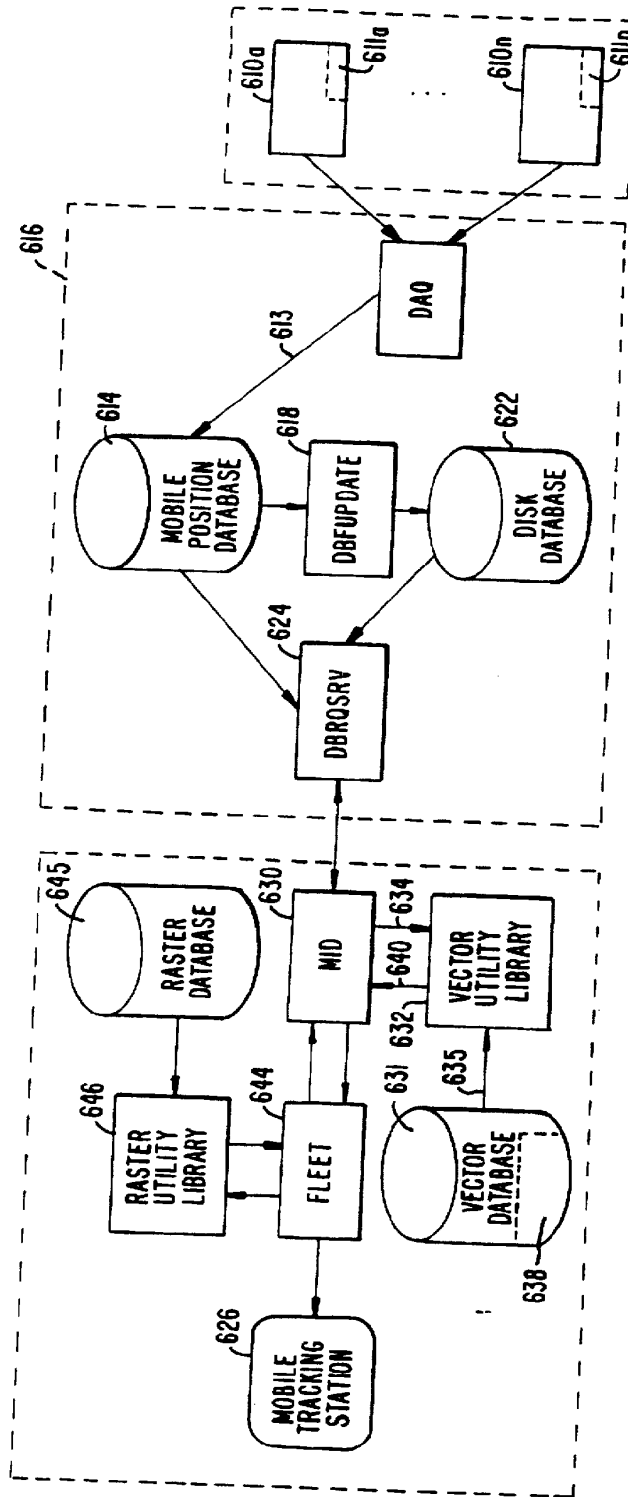 616
610a
611a
...
610n
611n
DAQ
613
614
MOBILE
POSITION
DATABASE
618
DBFUPDATE
622
DISK
DATABASE
624
DBRQSRV
645
RASTER
DATABASE
646
RASTER
UTILITY
LIBRARY
630
MID
634
640
632
VECTOR
UTILITY
LIBRARY
644
FLEET
635
631
VECTOR
DATABASE
638
626
MOBILE
TRACKING
STATION